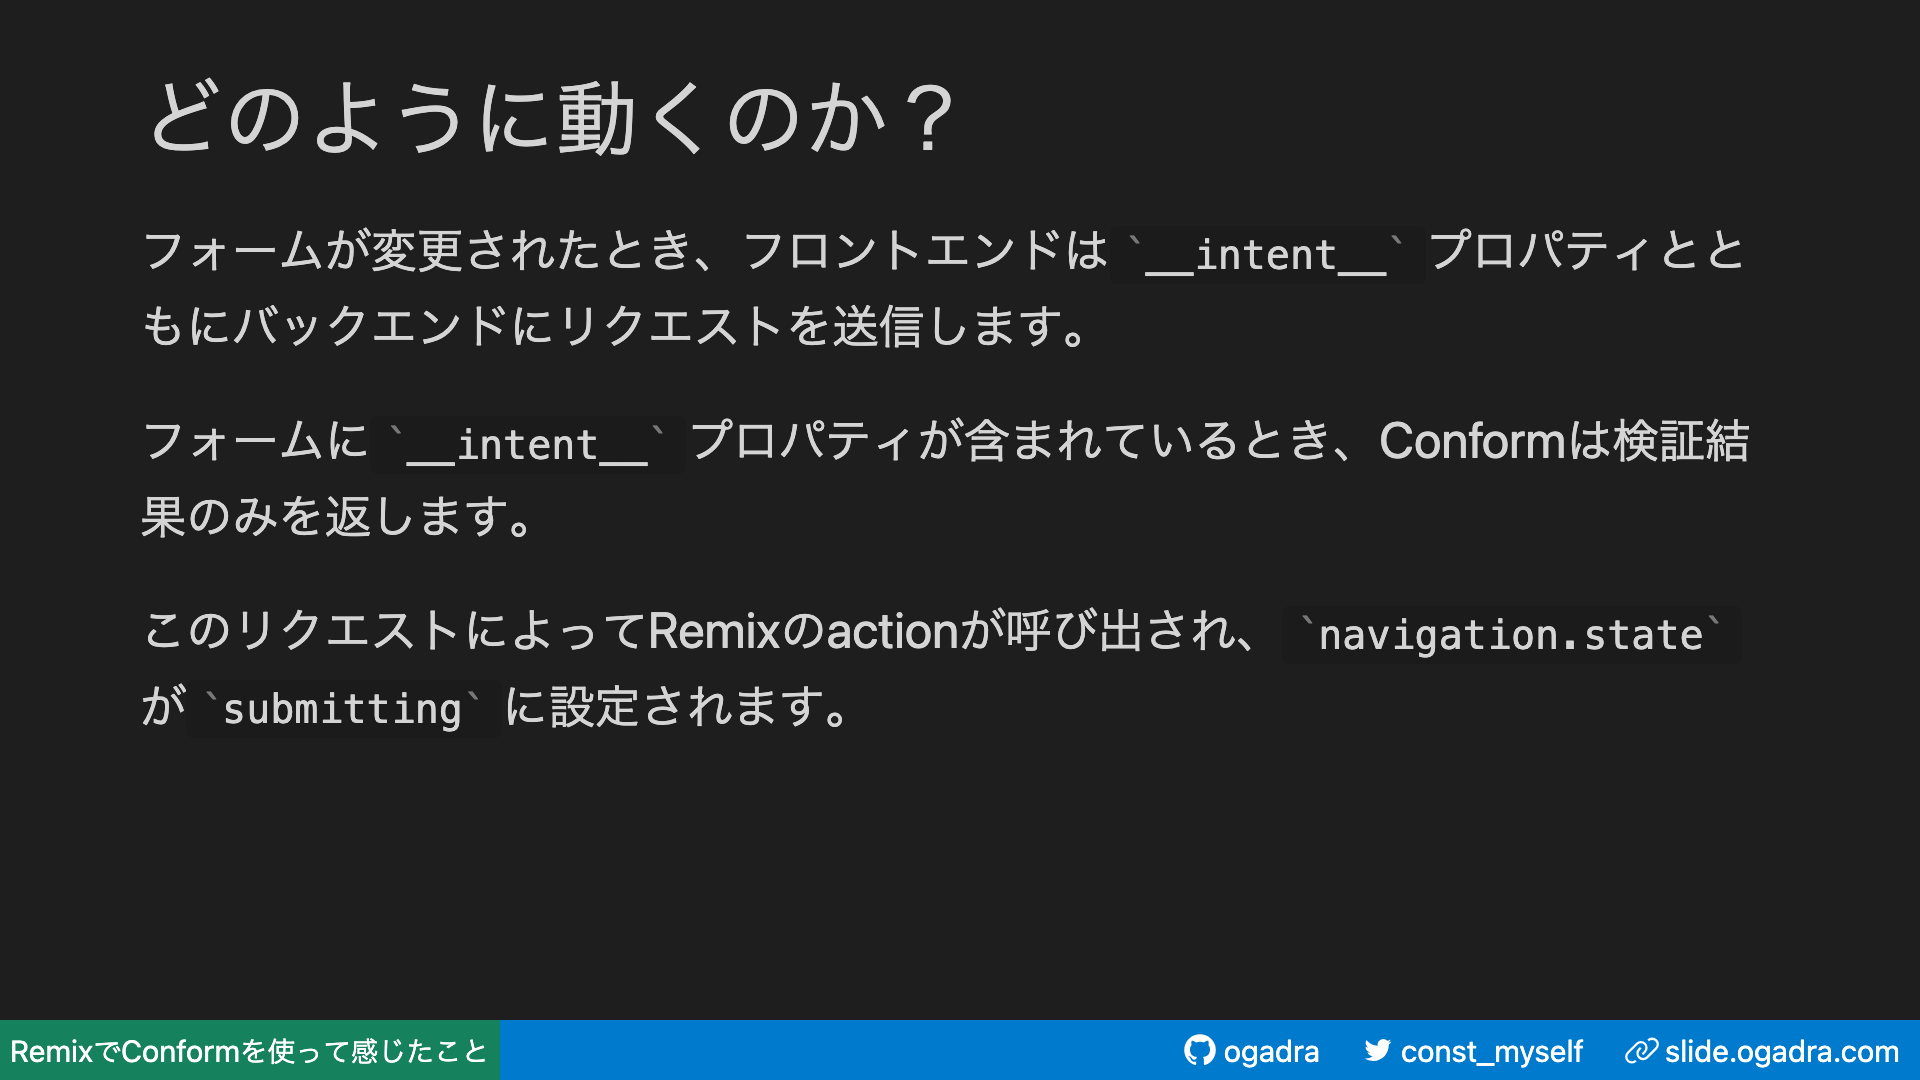 どのように動くのか？
フォームが変更されたとき、フロントエンドは`__intent__`プロパティとと
もにバックエンドにリクエストを送信します。
フォームに`__intent__`プロパティが含まれているとき、Conformは検証結
果のみを返します。
このリクエストによってRemixのactionが呼び出され、`navigation.state`
が`submitting`に設定されます。
RemixでConformを使って感じたこと
ogadra
const_myself
slide.ogadra.com